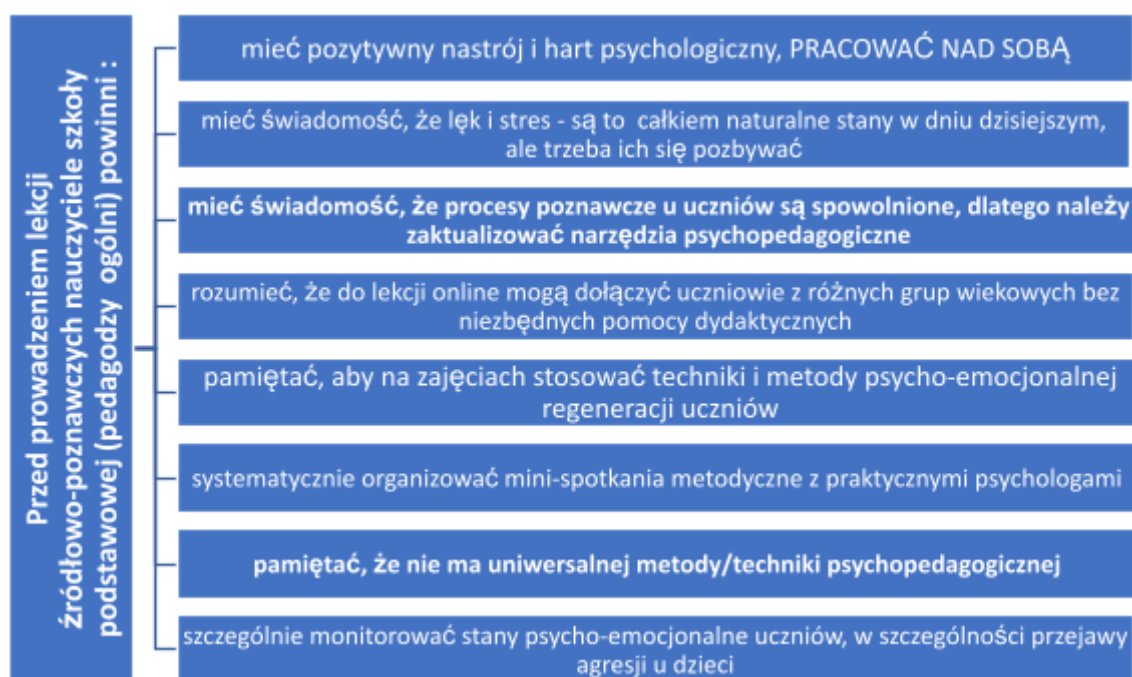 Przed prowadzeniem lekcji
źródłowo-poznawczych nauczyciele szkoły
podstawowej (pedagodzy ogólni) powinni :
mieć pozytywny nastrój i hart psychologiczny, PRACOWAĆ NAD SOBĄ
mieć świadomość, że lęk i stres - są to całkiem naturalne stany w dniu dzisiejszym,
ale trzeba ich się pozbywać
mieć świadomość, że procesy poznawcze u uczniów są spowolnione, dlatego należy
zaktualizować narzędzia psychopedagogiczne
rozumieć, że do lekcji online mogą dołączyć uczniowie z różnych grup wiekowych bez
niezbędnych pomocy dydaktycznych
pamiętać, aby na zajęciach stosować techniki i metody psycho-emocjonalnej
regeneracji uczniów
systematycznie organizować mini-spotkania metodyczne z praktycznymi psychologami
pamiętać, że nie ma uniwersalnej metody/techniki psychopedagogicznej
szczególnie monitorować stany psycho-emocjonalne uczniów, w szczególności przejawy
agresji u dzieci